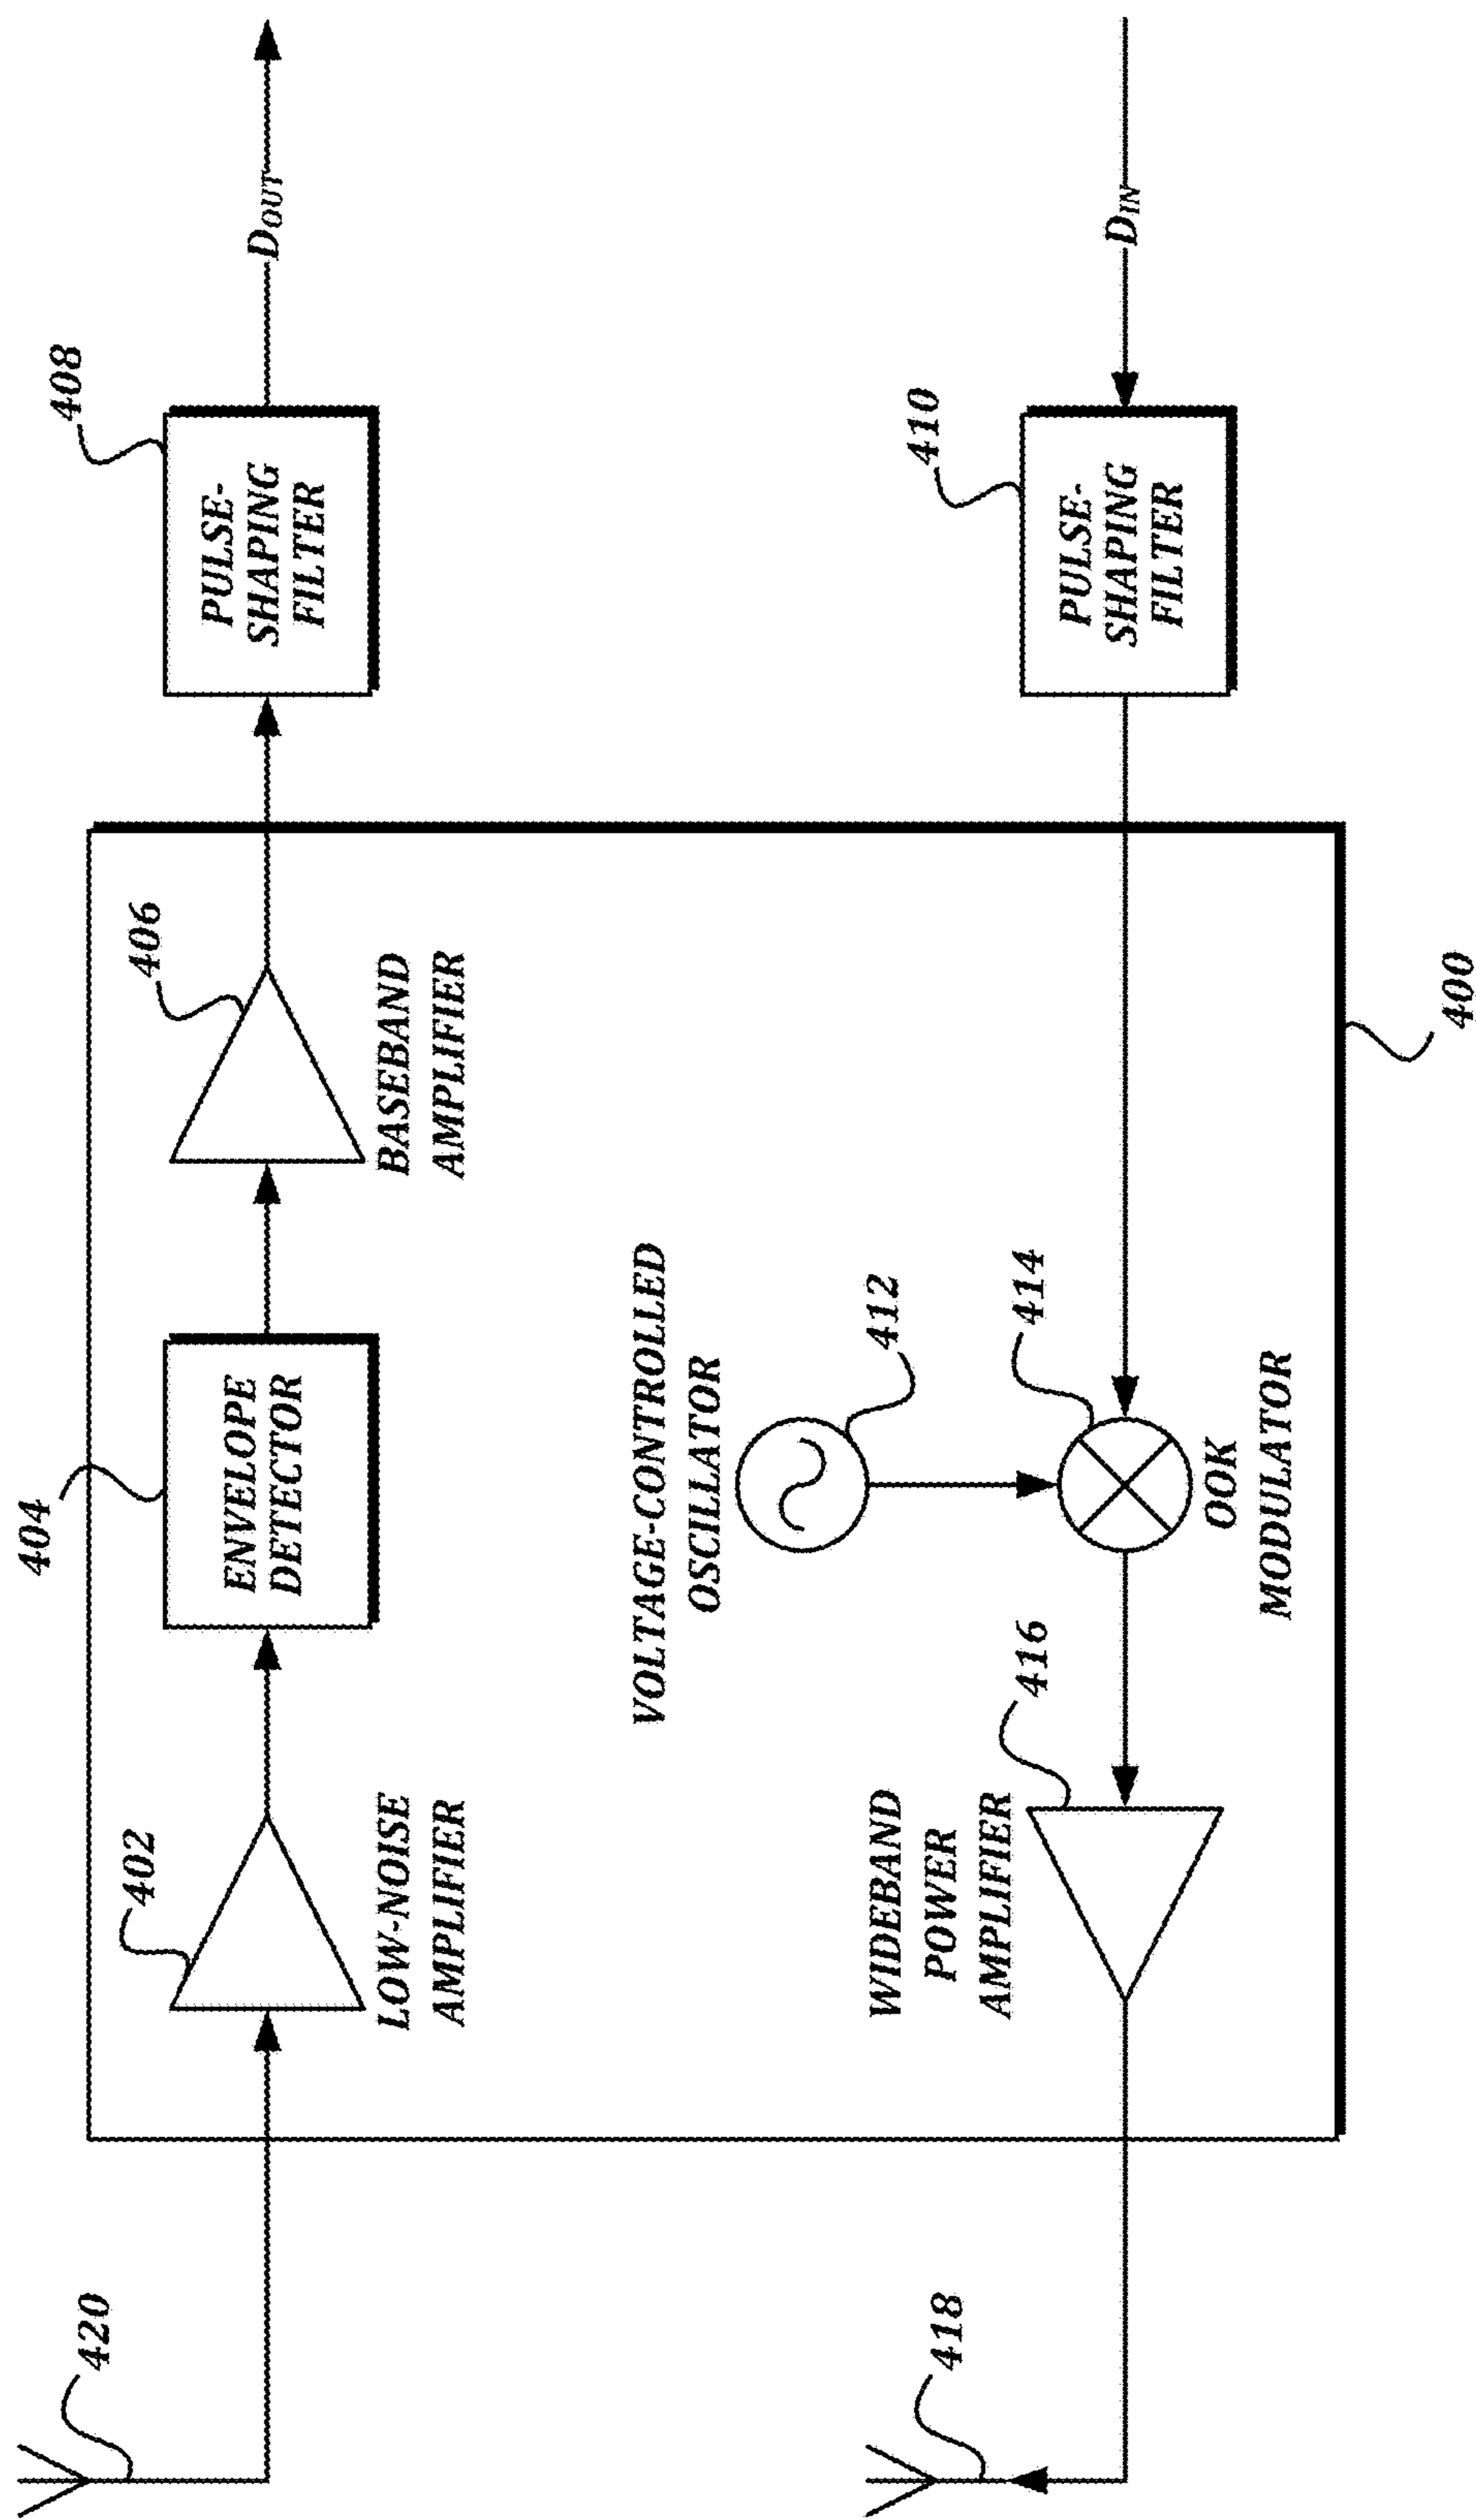 420
402
LOW-NOISE
AMPLIFIER
404
ENVELOPE
DETECTOR
406
BASEBAND
AMPLIFIER
408
PULSE-
SHAPING
FILTER
DOUT
VOLTAGE-CONTROLLED
OSCILLATOR
412
418
WIDEBAND
POWER
AMPLIFIER
416
414
OOK
MODULATOR
410
PULSE-
SHAPING
FILTER
DIN
400